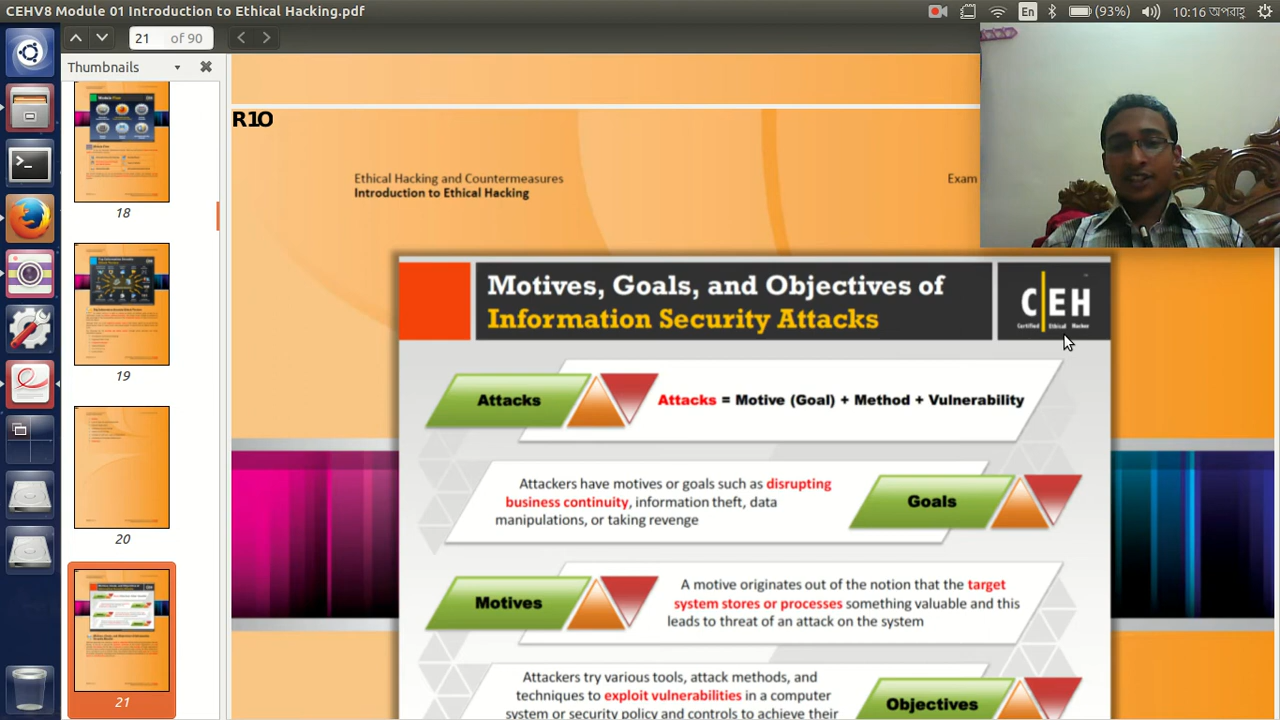 CEHV8 Module 01 Introduction to Ethical Hacking.pdf
En
(93%)
10:16 অপরাহ্ণ
21 of 90
Thumbnails
18
19
20
21
R10
Ethical Hacking and Countermeasures
Exam
Introduction to Ethical Hacking
Motives, Goals, and Objectives of
Information Security Attacks
CEH
Certified Ethical Hacker
Attacks
Attacks = Motive (Goal) + Method + Vulnerability
Attackers have motives or goals such as disrupting
business continuity, information theft, data
manipulations, or taking revenge
Goals
Motives
A motive originates out of the notion that the target
system stores or processes something valuable and this
leads to threat of an attack on the system
Attackers try various tools, attack methods, and
techniques to exploit vulnerabilities in a computer
system or security policy and controls to achieve their
Objectives